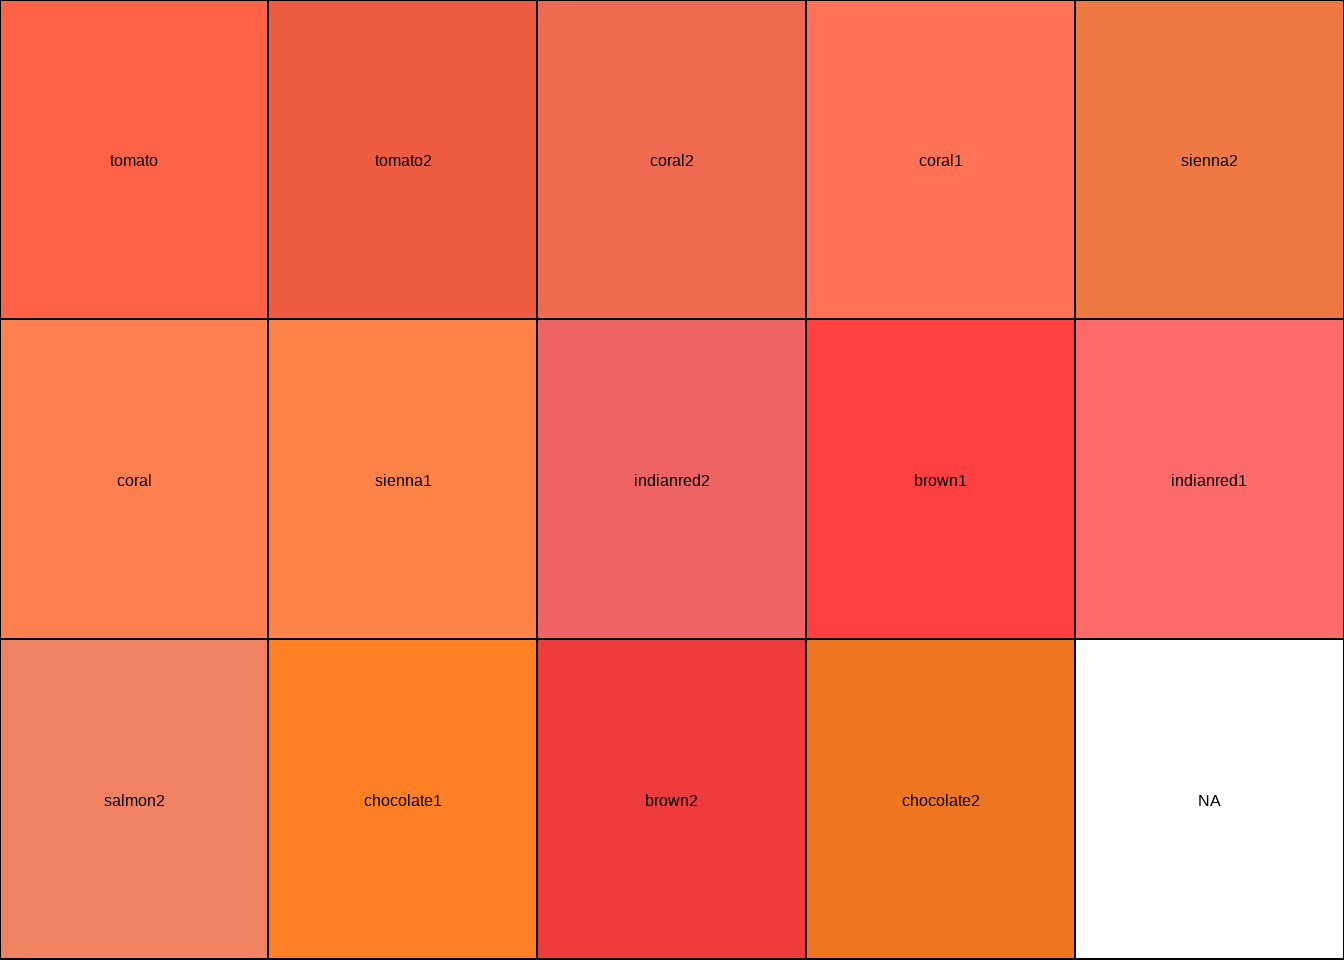 tomato
tomato2
coral2
coral1
sienna2
coral
sienna1
indianred2
brown1
indianred1
salmon2
chocolate1
brown2
chocolate2
NA